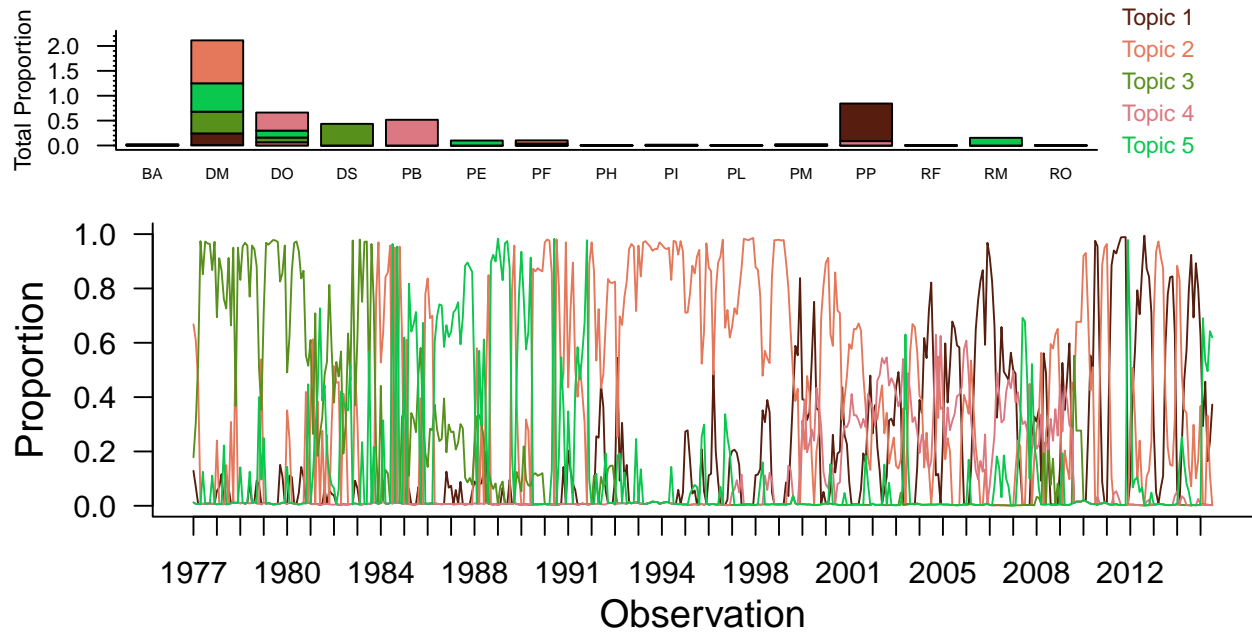 Total Proportion
2.0
1.5
1.0
0.5
0.0
BA DM DO DS PB PE PF PH PI PL PM PP RF RM RO
Topic 1
Topic 2
Topic 3
Topic 4
Topic 5
Proportion
1.0
0.8
0.6
0.4
0.2
0.0
1977 1980 1984 1988 1991 1994 1998 2001 2005 2008 2012
Observation